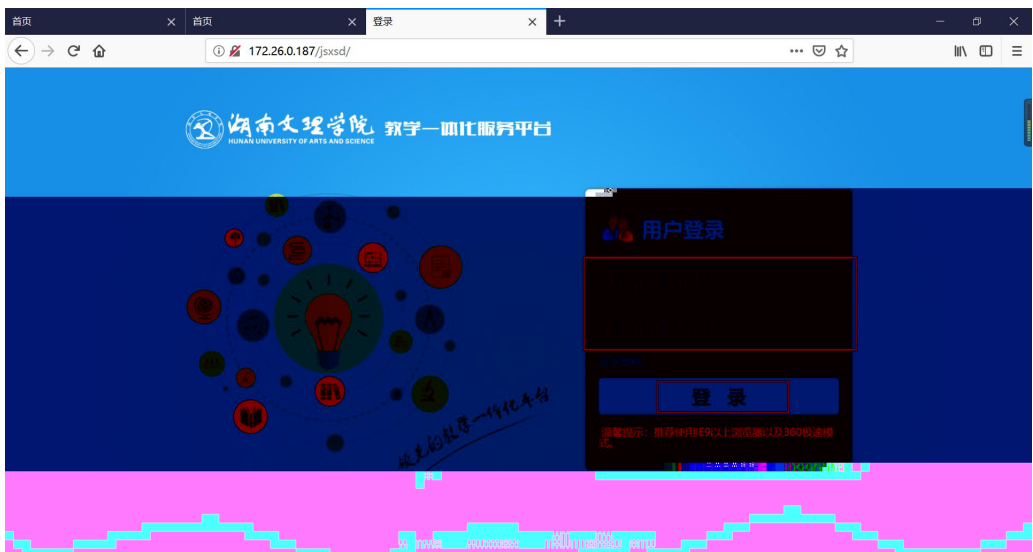 首页
首页
登录
172.26.0.187/jsxsd/
湖南文理学院
HUNAN UNIVERSITY OF ARTS AND SCIENCE
教学一体化服务平台
用户登录
登 录
温馨提示：推荐使用IE9以上浏览器以及360极速模
式。